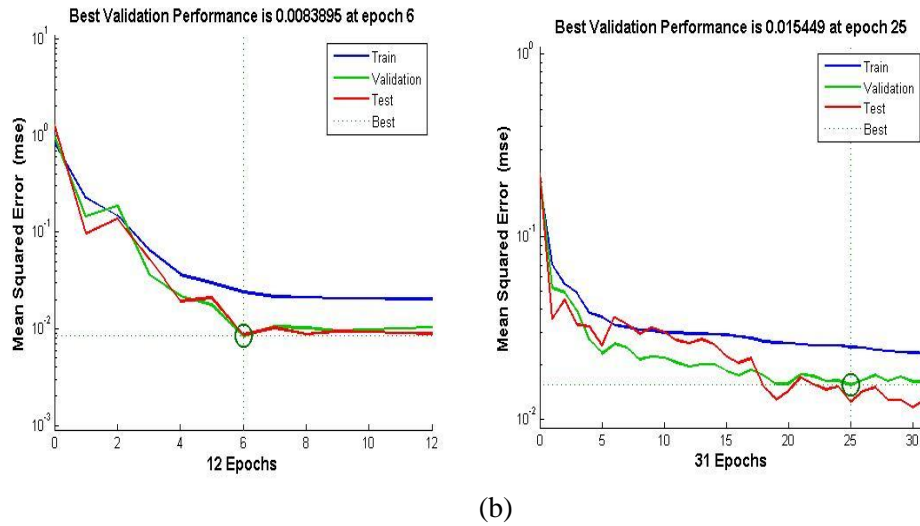 Best Validation Performance is 0.0083895 at epoch 6
Mean Squared Error (mse)
10^1
10^0
10^-1
10^-2
10^-3
Train
Validation
Test
Best
0 2 4 6 8 10 12
12 Epochs
Best Validation Performance is 0.015449 at epoch 25
Mean Squared Error (mse)
10^0
10^-1
10^-2
Train
Validation
Test
Best
0 5 10 15 20 25 30
31 Epochs
(b)